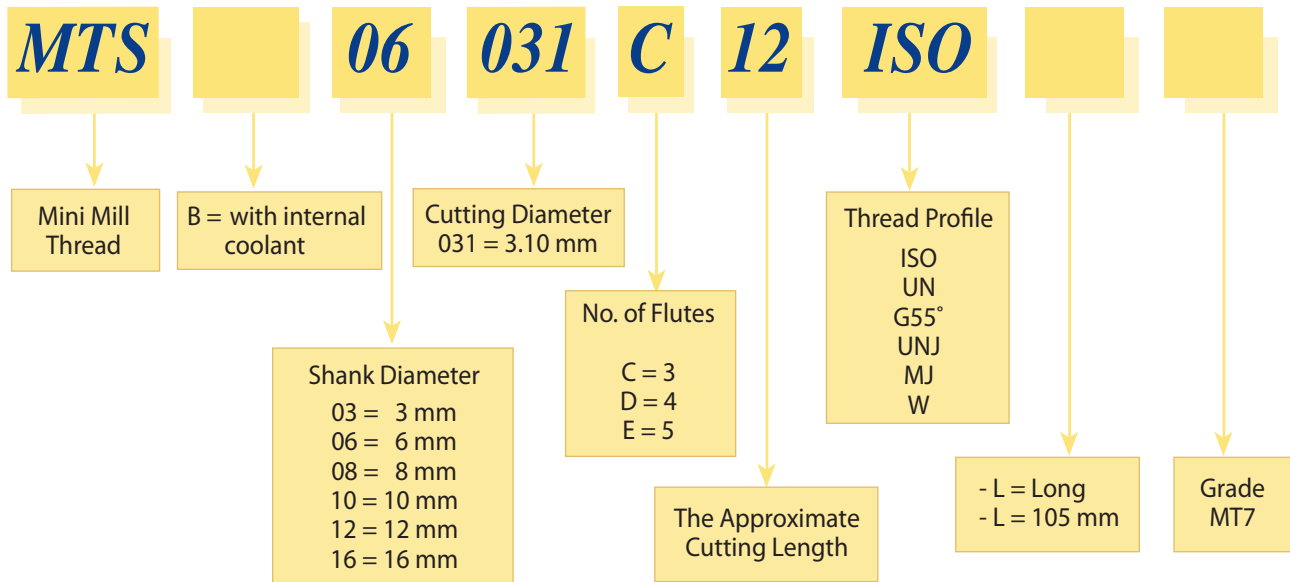 MTS 06 031 C 12 ISO
Mini Mill
Thread
B = with internal
coolant
Shank Diameter
03 = 3 mm
06 = 6 mm
08 = 8 mm
10 = 10 mm
12 = 12 mm
16 = 16 mm
Cutting Diameter
031 = 3.10 mm
No. of Flutes
C = 3
D = 4
E = 5
The Approximate
Cutting Length
Thread Profile
ISO
UN
G55°
UNJ
MJ
W
- L = Long
- L = 105 mm
Grade
MT7